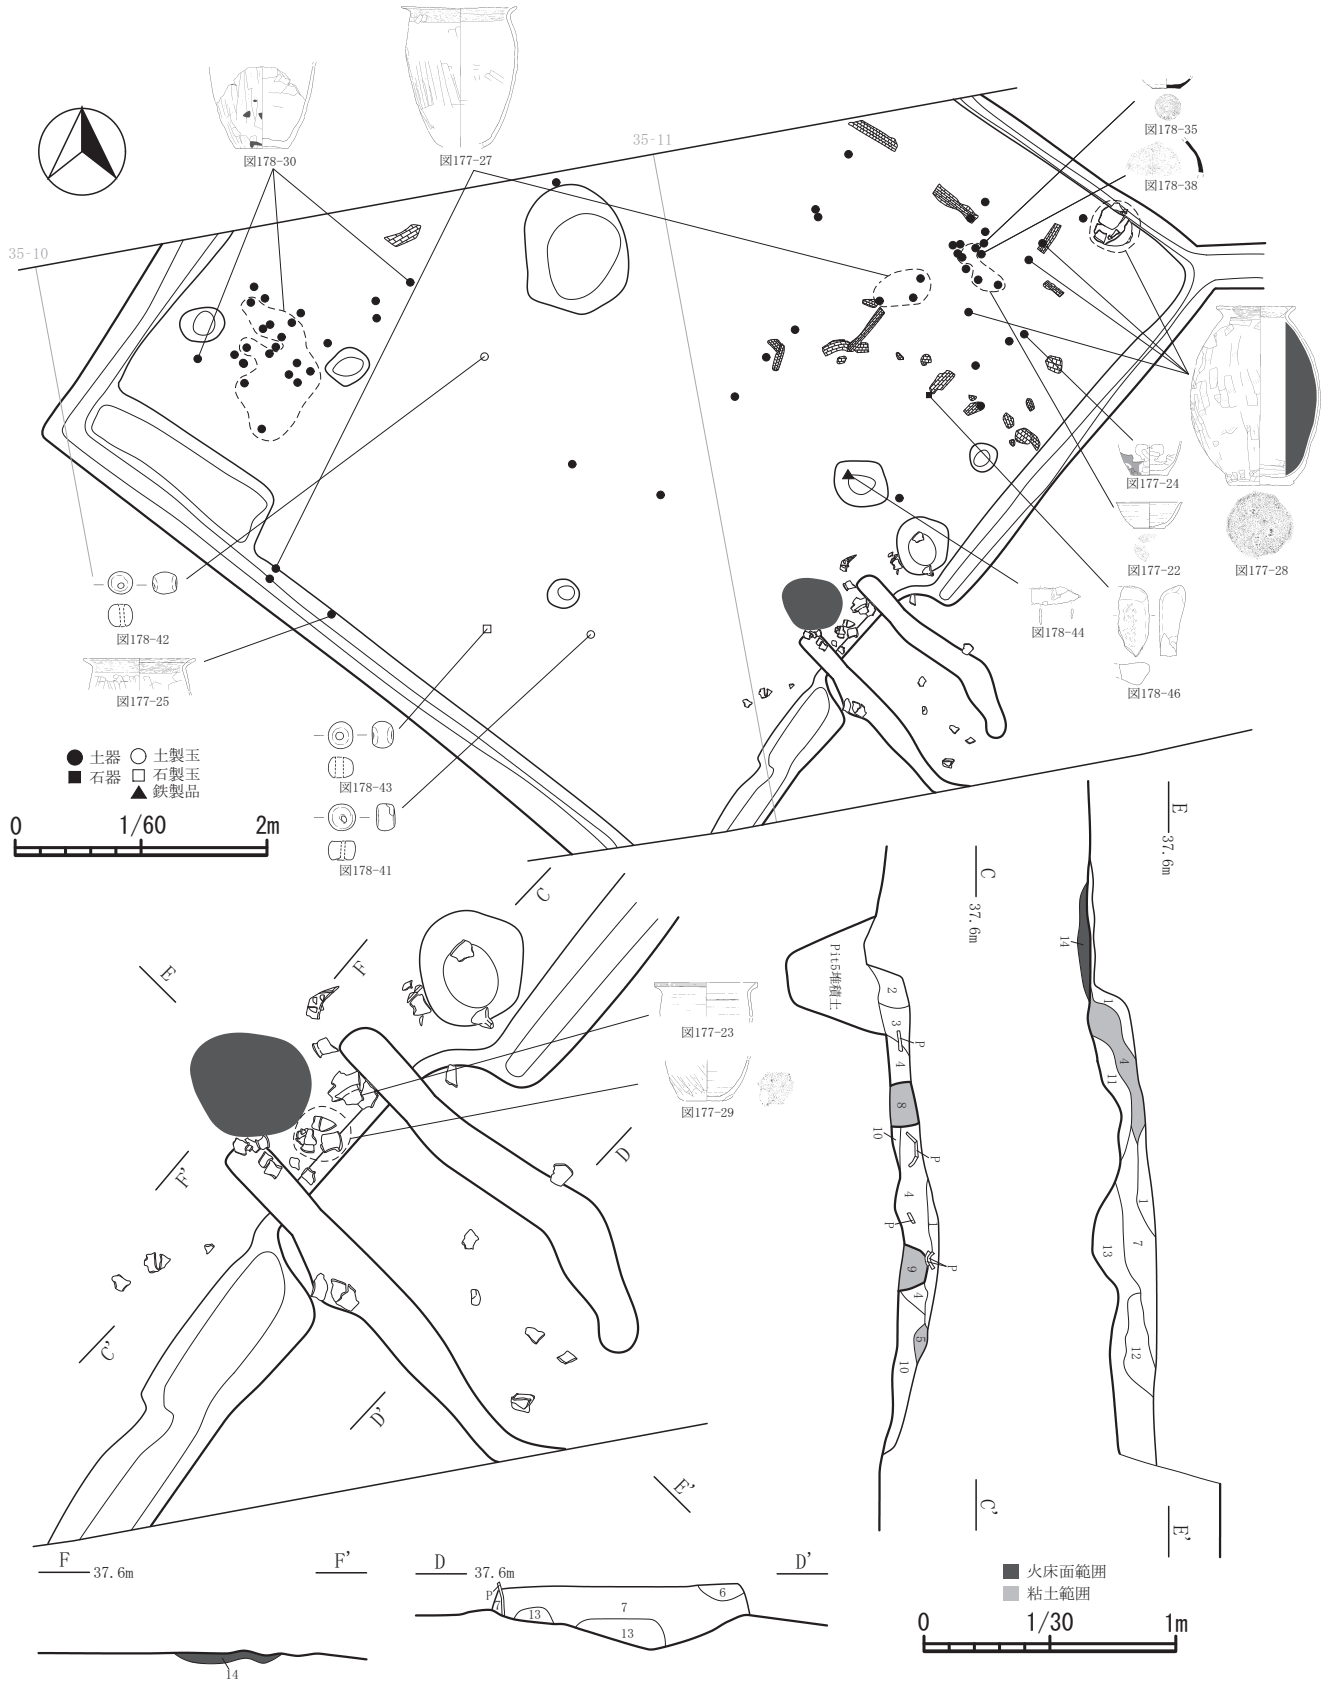 図178-30
図177-27
35-11
図178-35
図178-38
35-10
図177-24
図177-22
図177-28
図178-42
図178-44
図178-46
図177-25
図178-43
図178-41
土器 土製玉
石器 石製玉
鉄製品
0 1/60 2m
E 37.6m
C 37.6m
14
1
4
11
1
7
13
12
Pit5堆積土
2
3
P
4
8
10
P
4
P
9
P
4
5
10
C
F
E
図177-23
図177-29
D
F'
C'
D'
E'
C'
E'
F 37.6m F'
14
D 37.6m D'
P
7
13
7
13
6
火床面範囲
粘土範囲
0 1/30 1m